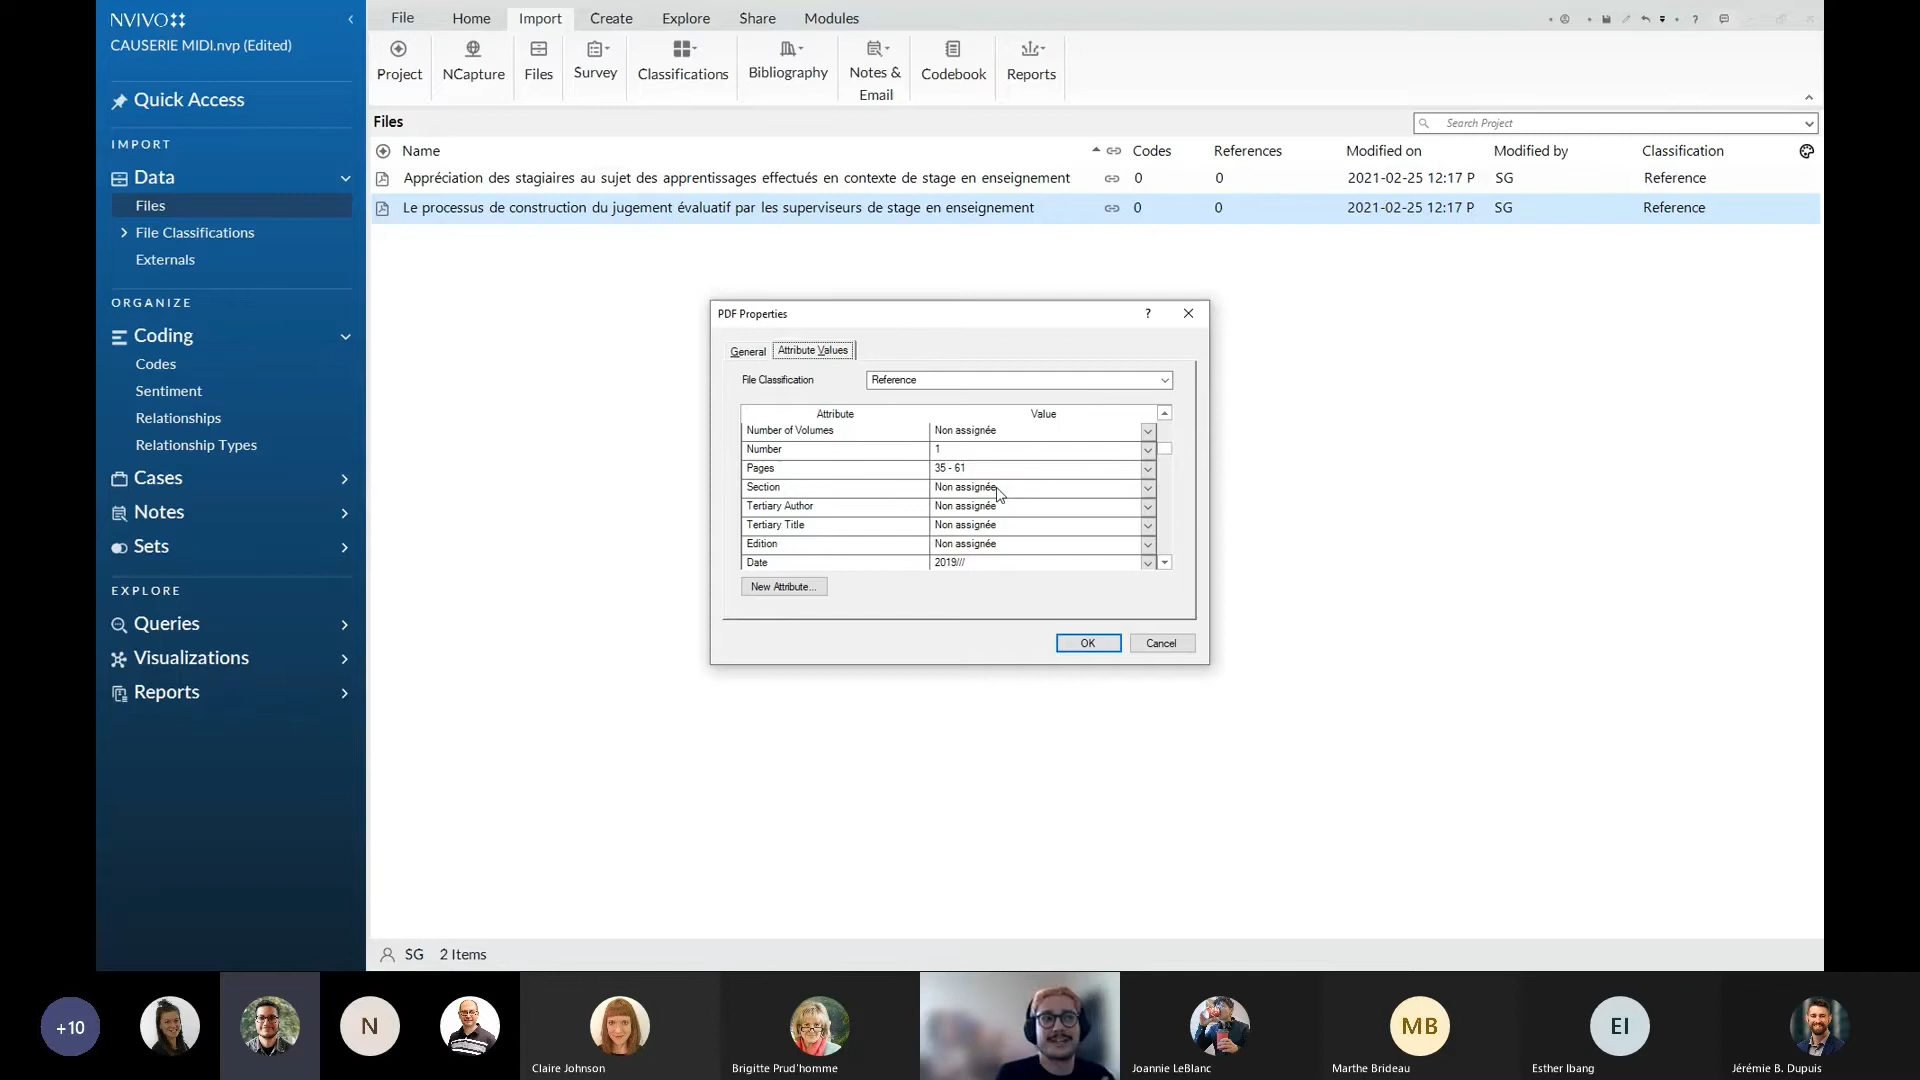 NVIVO
CAUSERIE MIDI.nvp (Edited)
Quick Access
IMPORT
Data
Files
File Classifications
Externals
ORGANIZE
Coding
Codes
Sentiment
Relationships
Relationship Types
Cases
Notes
Sets
EXPLORE
Queries
Visualizations
Reports
File Home Import Create Explore Share Modules
Project NCapture Files Survey Classifications Bibliography Notes & Email Codebook Reports
Files
Search Project
Name Codes References Modified on Modified by Classification
Appréciation des stagiaires au sujet des apprentissages effectués en contexte de stage en enseignement 0 0 2021-02-25 12:17 P SG Reference
Le processus de construction du jugement évaluatif par les superviseurs de stage en enseignement 0 0 2021-02-25 12:17 P SG Reference
PDF Properties ?
General Attribute Values
File Classification Reference
Attribute Value
Number of Volumes Non assignée
Number 1
Pages 35 - 61
Section Non assignée
Tertiary Author Non assignée
Tertiary Title Non assignée
Edition Non assignée
Date 2019///
New Attribute...
OK Cancel
SG 2 Items
+10 N MB EI
Claire Johnson Brigitte Prud'homme Joannie LeBlanc Marthe Brideau Esther Ibang Jérémie B. Dupuis